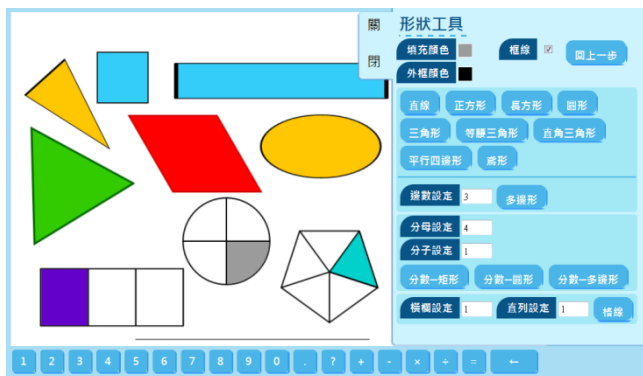 關
閉
形狀工具
填充顏色 框線 回上一步
外框顏色
直線 正方形 長方形 圓形
三角形 等腰三角形 直角三角形
平行四邊形 鳶形
邊數設定 3 多邊形
分母設定 4
分子設定 1
分數—矩形 分數—圓形 分數—多邊形
橫欄設定 1 直列設定 1 格線
1 2 3 4 5 6 7 8 9 0 . ? + - × ÷ = ←